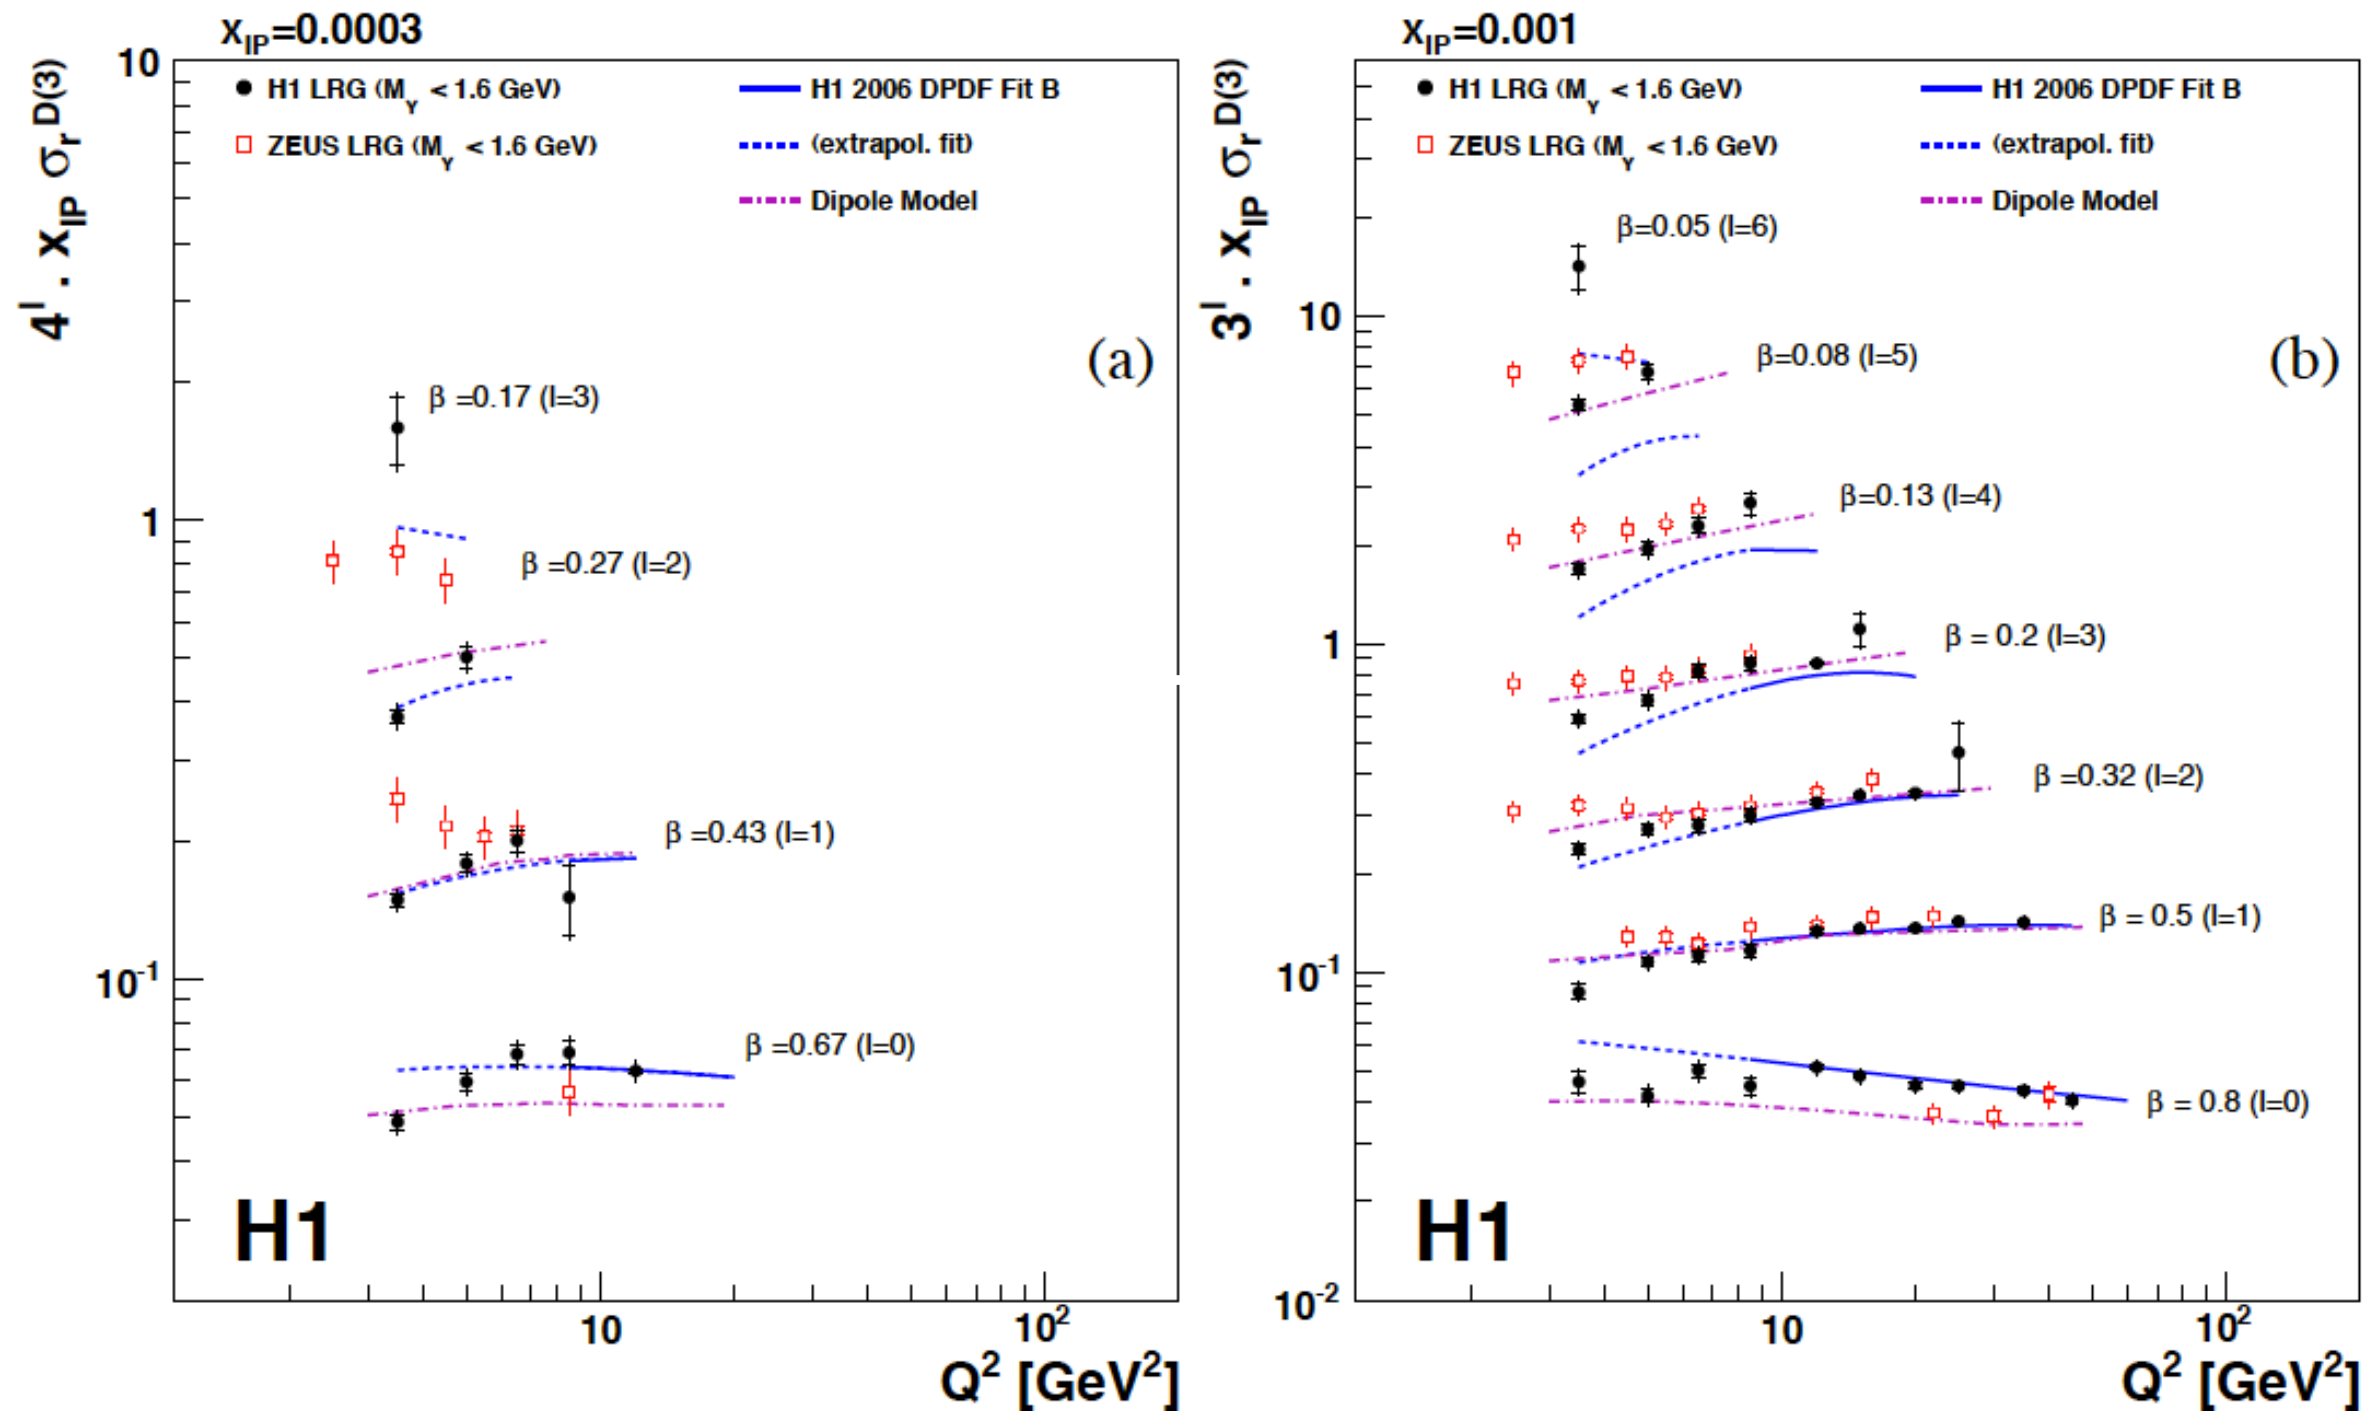 x_IP=0.0003
4^l . x_IP σ_r^D(3)
10
1
10^-1
H1 LRG (M_Y < 1.6 GeV)
ZEUS LRG (M_Y < 1.6 GeV)
H1 2006 DPDF Fit B
(extrapol. fit)
Dipole Model
(a)
β =0.17 (l=3)
β =0.27 (l=2)
β =0.43 (l=1)
β =0.67 (l=0)
H1
10
10^2
Q^2 [GeV^2]
x_IP=0.001
3^l . x_IP σ_r^D(3)
10
1
10^-1
10^-2
H1 LRG (M_Y < 1.6 GeV)
ZEUS LRG (M_Y < 1.6 GeV)
H1 2006 DPDF Fit B
(extrapol. fit)
Dipole Model
(b)
β=0.05 (l=6)
β=0.08 (l=5)
β=0.13 (l=4)
β = 0.2 (l=3)
β =0.32 (l=2)
β = 0.5 (l=1)
β = 0.8 (l=0)
H1
10
10^2
Q^2 [GeV^2]